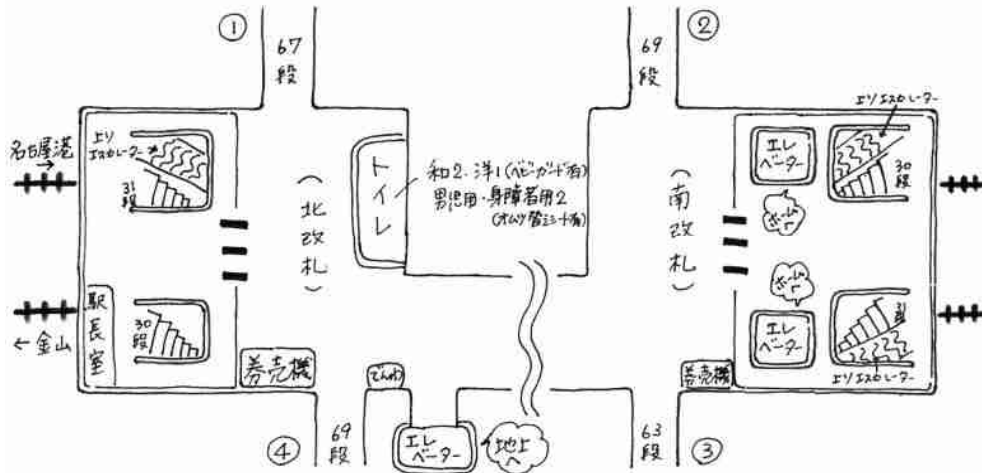 ①
67
段
69
段
②
上りエスカレーター
上り
エスカレーター
名古屋港
→
31
段
トイレ
和2・洋1(ベビーガード有)
男児用・身障者用2
(オムツ替シート有)
(北改札)
(南改札)
エレ
ベーター
30
段
ホームへ
ホームへ
駅長室
30
段
← 金山
券売機
でんわ
エレ
ベーター
地上
へ
券売機
エレ
ベーター
31
段
上りエスカレーター
④
69
段
63
段
③